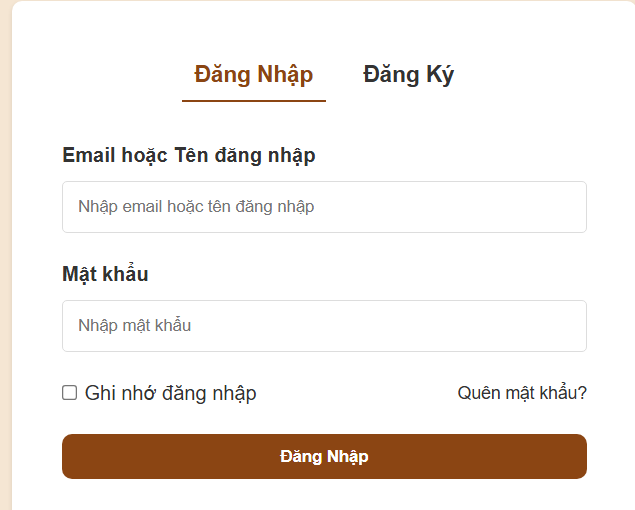 Đăng Nhập Đăng Ký
Email hoặc Tên đăng nhập
Nhập email hoặc tên đăng nhập
Mật khẩu
Nhập mật khẩu
Ghi nhớ đăng nhập Quên mật khẩu?
Đăng Nhập